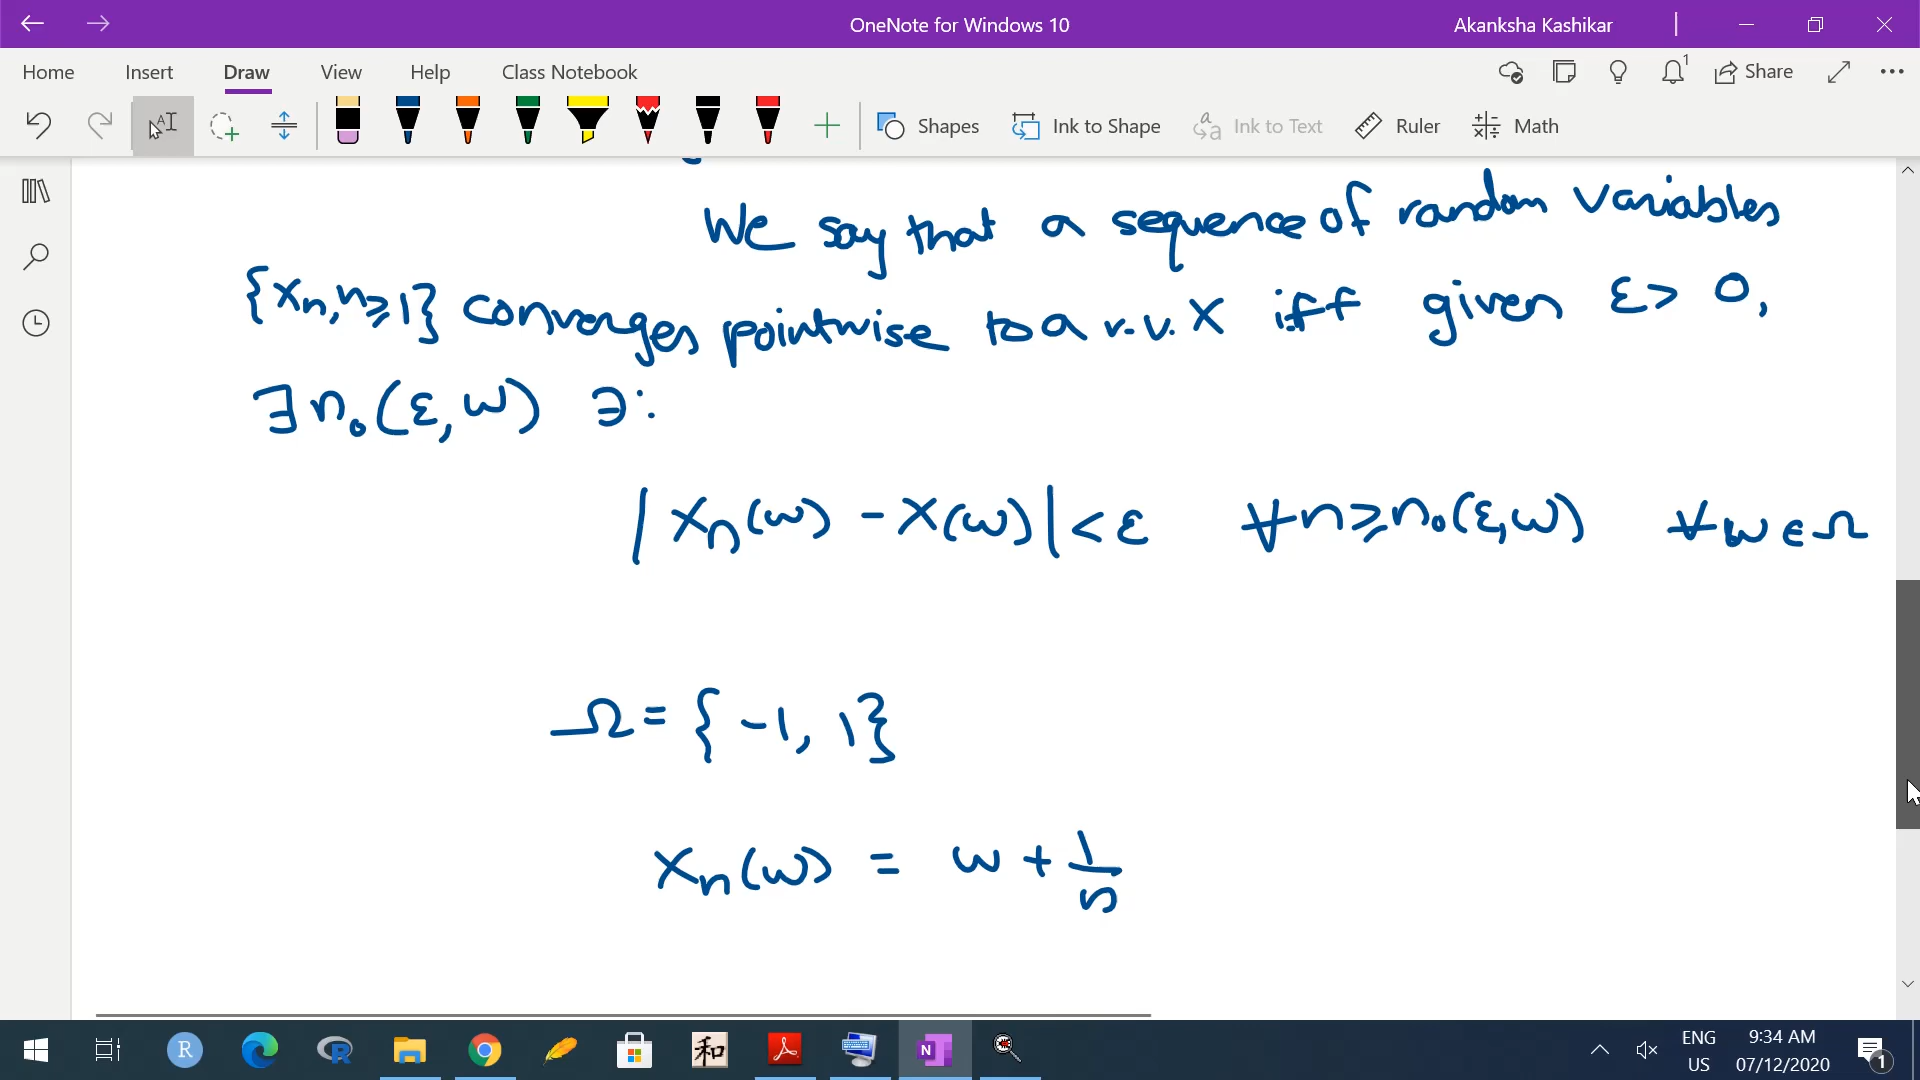 OneNote for Windows 10
Akanksha Kashikar
Home Insert Draw View Help Class Notebook
1 Share
Shapes Ink to Shape Ink to Text Ruler Math
We say that a sequence of random variables
{Xn, n≥1} converges pointwise to a r.v. X iff given ε> 0,
∃ n₀(ε, ω) ∋:
| Xn(ω) - X(ω)| < ε ∀ n ≥ n₀(ε, ω) ∀ ω ∈ Ω
Ω = {-1, 1}
Xn(ω) = ω + 1/n
ENG
US
9:34 AM
07/12/2020
1